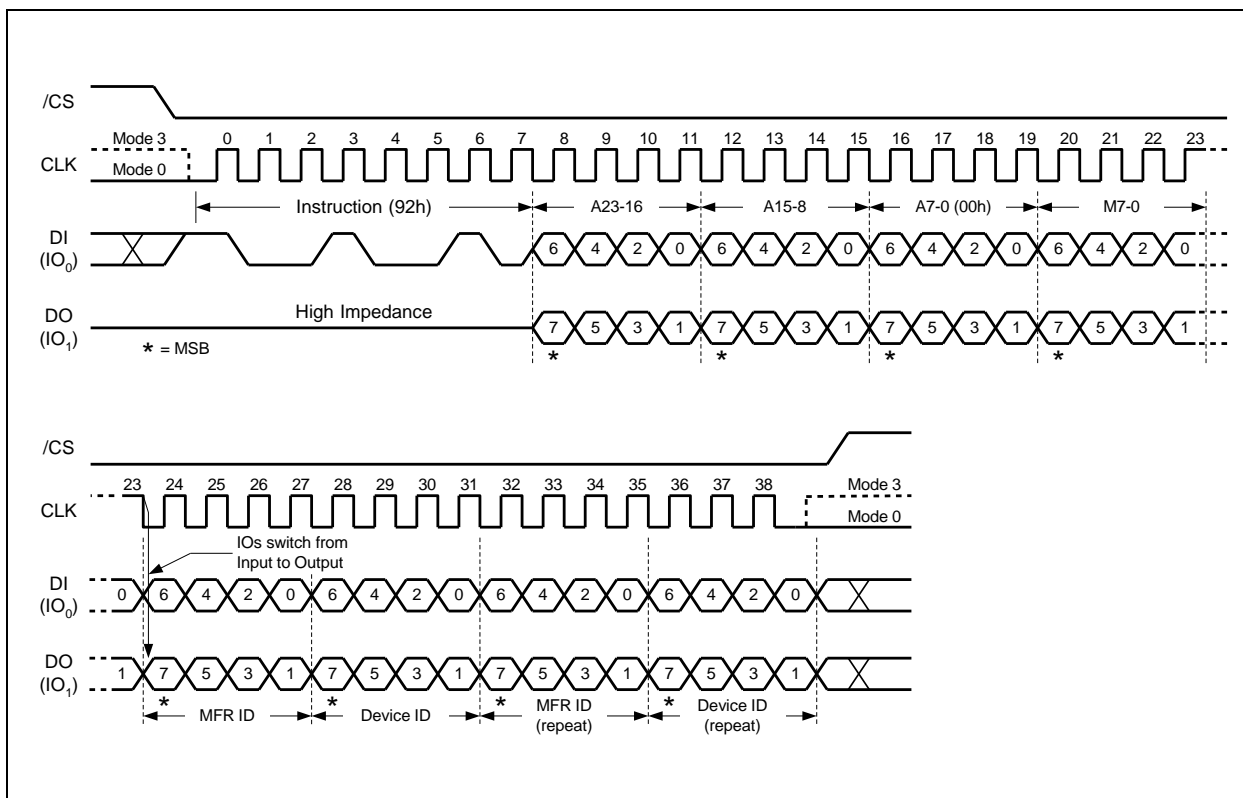 /CS
Mode 3 0 1 2 3 4 5 6 7 8 9 10 11 12 13 14 15 16 17 18 19 20 21 22 23
CLK Mode 0
Instruction (92h) A23-16 A15-8 A7-0 (00h) M7-0
DI
(IO0) 6 4 2 0 6 4 2 0 6 4 2 0 6 4 2 0
High Impedance
DO
(IO1) 7 5 3 1 7 5 3 1 7 5 3 1 7 5 3 1
* = MSB * * * *
/CS
23 24 25 26 27 28 29 30 31 32 33 34 35 36 37 38 Mode 3
CLK Mode 0
IOs switch from
Input to Output
DI
(IO0) 0 6 4 2 0 6 4 2 0 6 4 2 0 6 4 2 0
DO
(IO1) 1 7 5 3 1 7 5 3 1 7 5 3 1 7 5 3 1
* * * *
MFR ID Device ID MFR ID
(repeat) Device ID
(repeat)